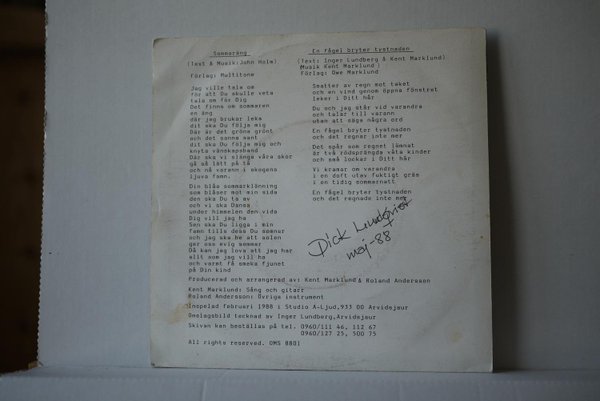 Sommaräng
(Text & Musik:John Holm)
Förlag: Multitone
Jag ville tala om
för att Du skulle veta
tala om för Dig
Det finns om sommaren
en äng
där jag brukar leka
dit ska Du följa mig
Där är det gröna grönt
och det sanna sant
dit ska Du följa mig och
knyta vänskapsband
Där ska vi slänga våra skor
gå så lätt på tå
och nå varann i skogens
ljuva famn.
Din blåa sommarklänning
som blåser mot min sida
den ska Du ta av
och vi ska Dansa
under himmelen den vida
Dig vill jag ha
Sen ska Du ligga i min
famn tills dess Du somnar
och jag ska be att solen
ger oss evig sommar
Då kan jag lova att jag har
allt som jag vill ha
och varmt få smeka fjunet
på Din kind
En fågel bryter tystnaden
(Text: Inger Lundberg & Kent Marklund)
Musik Kent Marklund
Förlag: Owe Marklund
Smatter av regn mot taket
och en vind genom öppna fönstret
leker i Ditt hår
Du och jag står vid varandra
och talar till varann
utan att säga några ord
En fågel bryter tystnaden
och det regnar inte mer
Det spår som regnet lämnat
är två rödsprängda våta kinder
och små lockar i Ditt hår
Vi kramar om varandra
i en doft utav fuktigt gräs
i en tidig sommarnatt
En fågel bryter tystnaden
och det regnade inte mer
Dick Lundqvist
maj-88
Producerad och arrangerad av: Kent Marklund & Roland Andersson
Kent Marklund: Sång och gitarr
Roland Andersson: Övriga instrument
Inspelad februari 1988 i Studio A-Ljud,933 00 Arvidsjaur
Omslagsbild tecknad av Inger Lundberg,Arvidsjaur
Skivan kan beställas på tel. 0960/111 46, 112 67
0960/127 25, 500 75
All rights reserved. OMS 8801